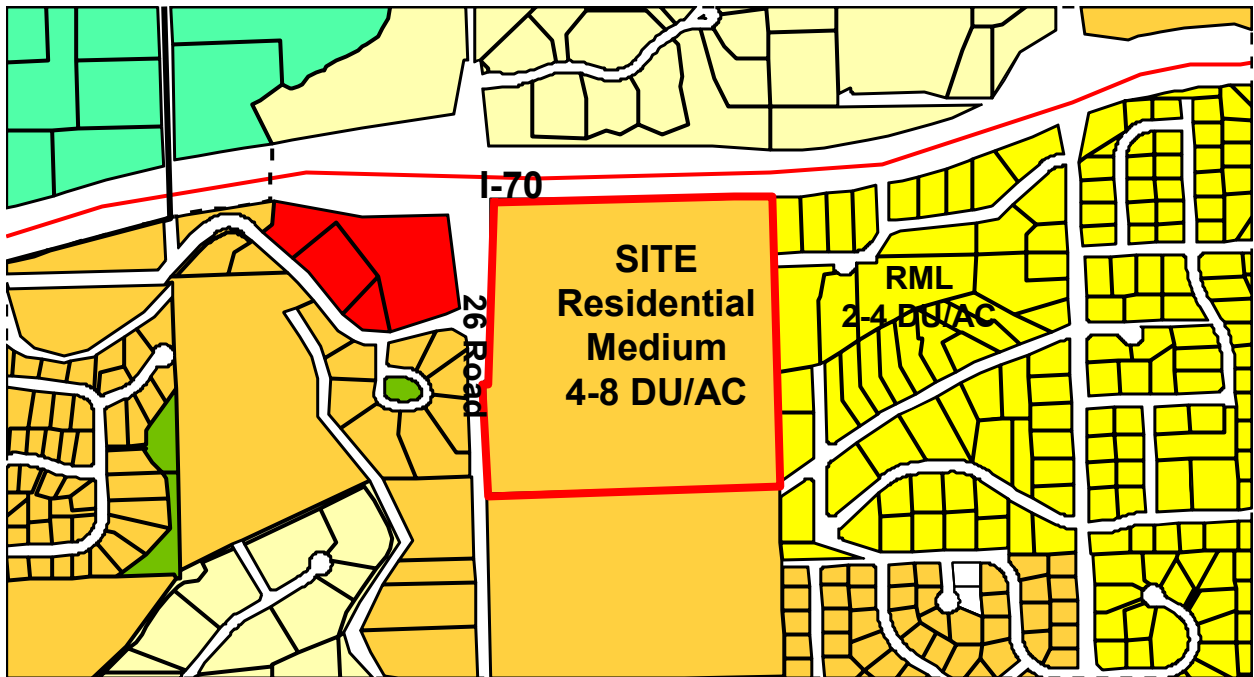 I-70
SITE
Residential
Medium
4-8 DU/AC
RML
2-4 DU/AC
26 Road